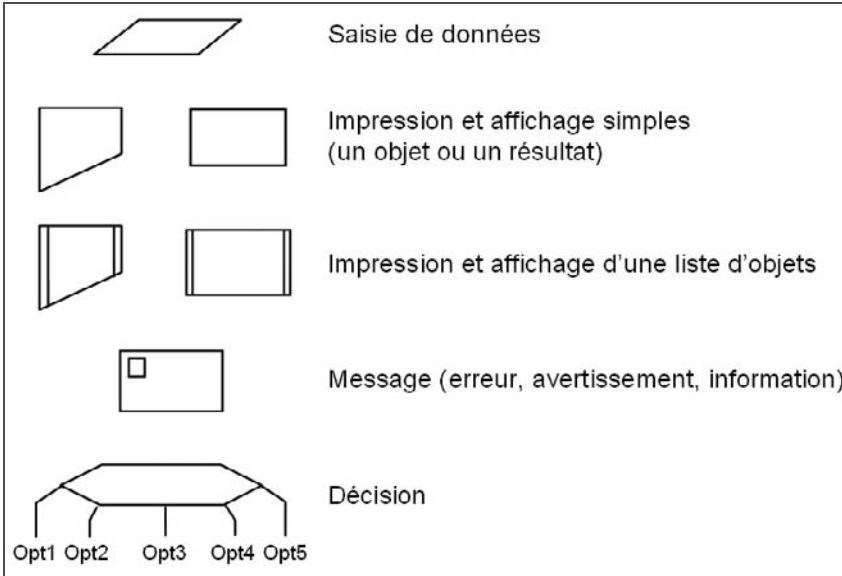 Saisie de données
Impression et affichage simples
(un objet ou un résultat)
Impression et affichage d'une liste d'objets
Message (erreur, avertissement, information)
Décision
Opt1 Opt2 Opt3 Opt4 Opt5